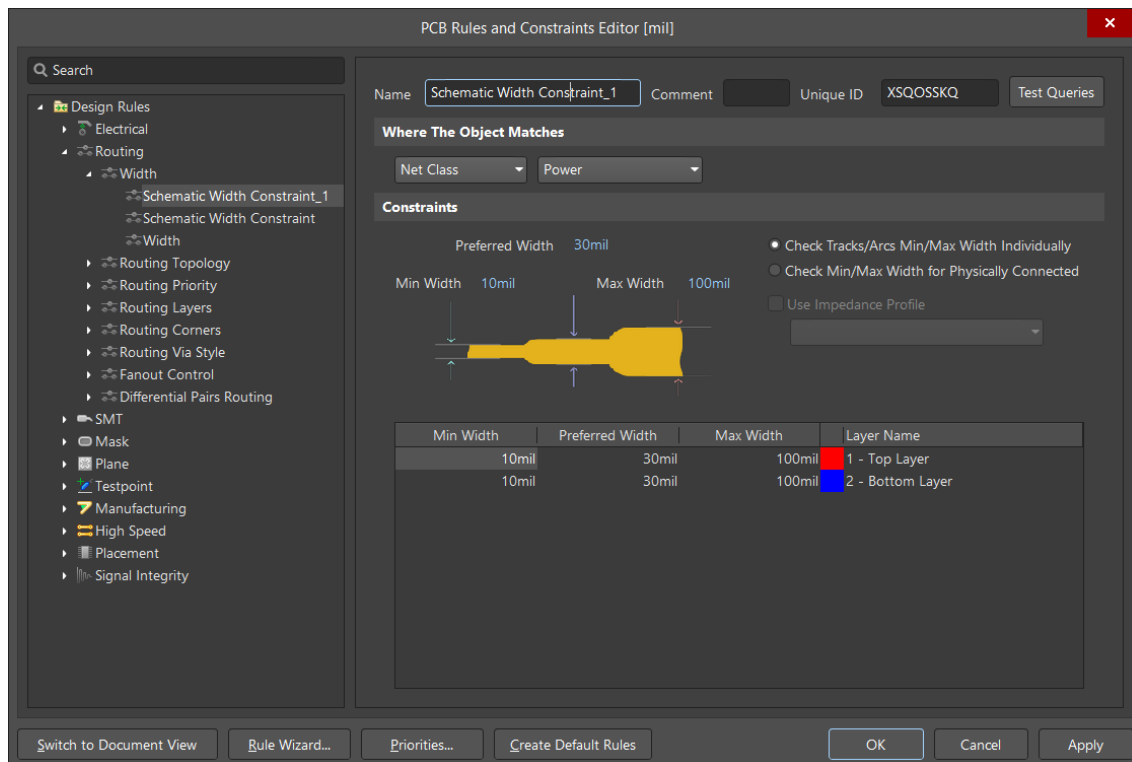 PCB Rules and Constraints Editor [mil]
Search
Design Rules
Electrical
Routing
Width
Schematic Width Constraint_1
Schematic Width Constraint
Width
Routing Topology
Routing Priority
Routing Layers
Routing Corners
Routing Via Style
Fanout Control
Differential Pairs Routing
SMT
Mask
Plane
Testpoint
Manufacturing
High Speed
Placement
Signal Integrity
Name Schematic Width Constraint_1 Comment Unique ID XSQOSSKQ Test Queries
Where The Object Matches
Net Class Power
Constraints
Preferred Width 30mil
Min Width 10mil Max Width 100mil
Check Tracks/Arcs Min/Max Width Individually
Check Min/Max Width for Physically Connected
Use Impedance Profile
Min Width Preferred Width Max Width Layer Name
10mil 30mil 100mil 1 - Top Layer
10mil 30mil 100mil 2 - Bottom Layer
Switch to Document View Rule Wizard... Priorities... Create Default Rules OK Cancel Apply